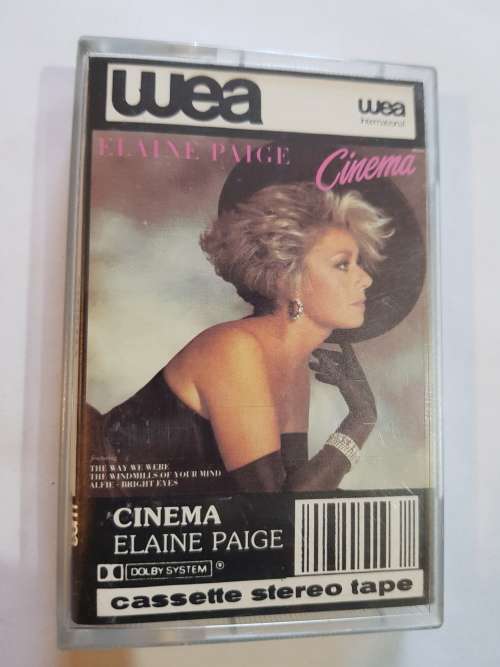 wea
wea
International
ELAINE PAIGE
Cinema
featuring
THE WAY WE WERE
THE WINDMILLS OF YOUR MIND
ALFIE · BRIGHT EYES
CINEMA
ELAINE PAIGE
DOLBY SYSTEM ®
cassette stereo tape